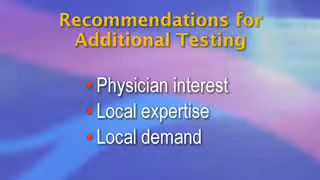 Recommendations for
Additional Testing
• Physician interest
• Local expertise
• Local demand